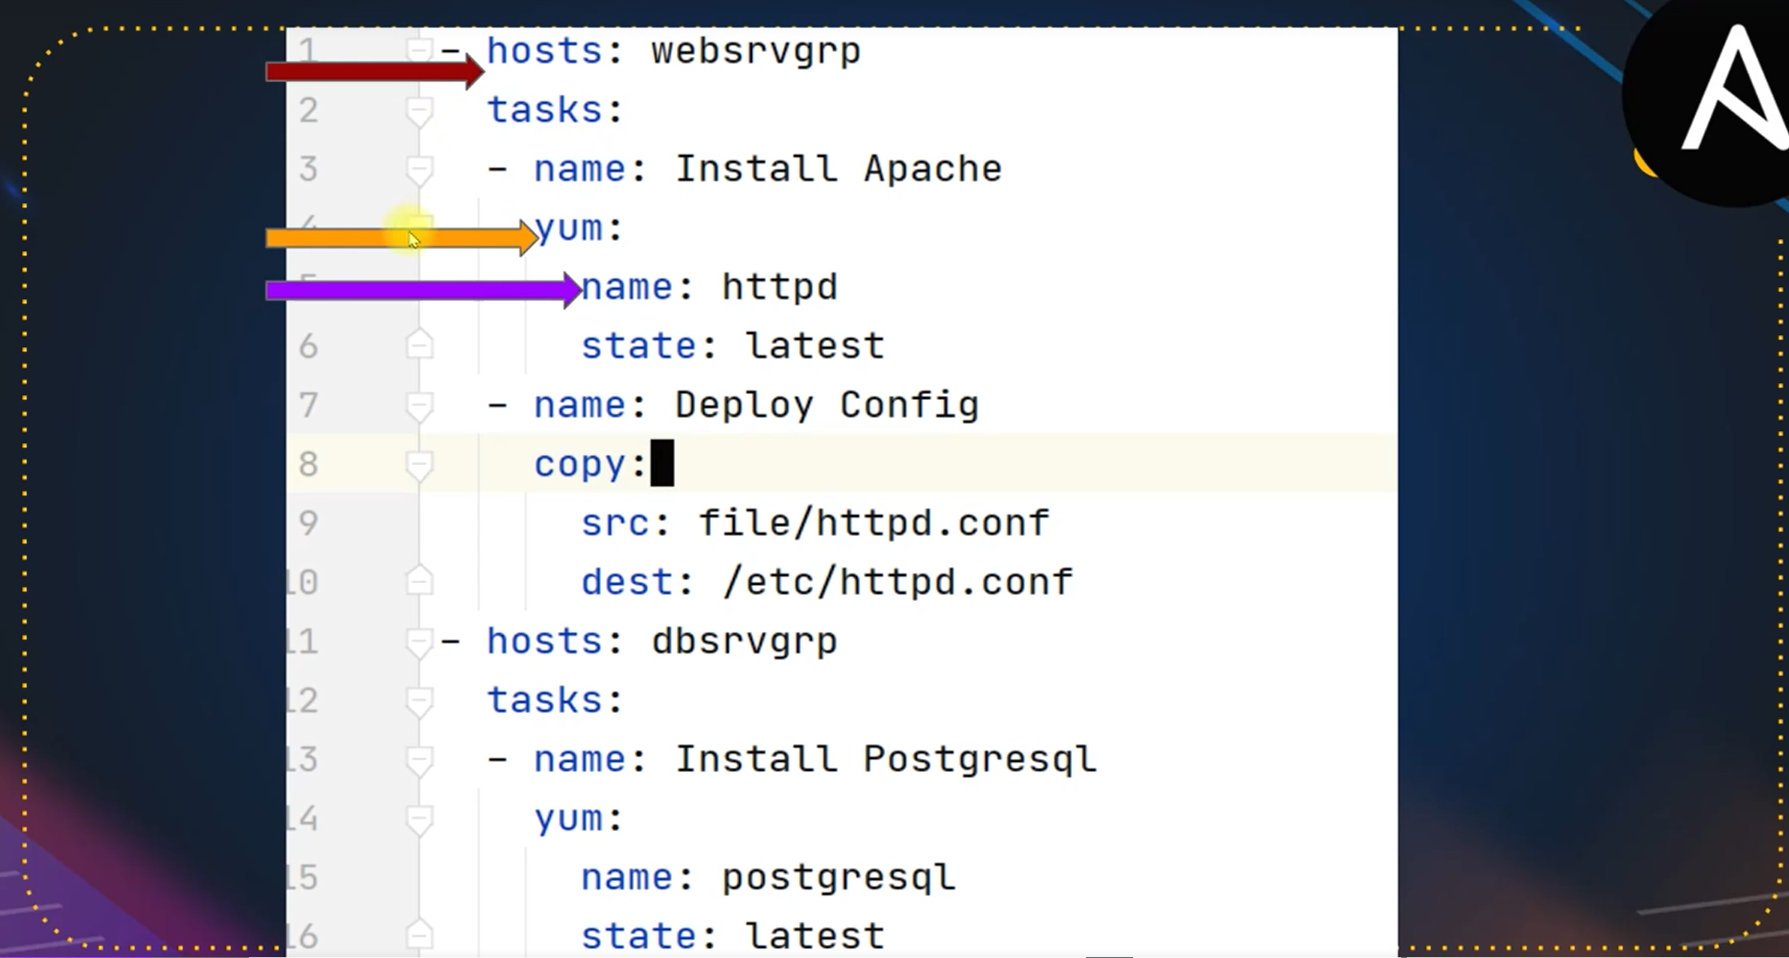 1 - hosts: websrvgrp
2 tasks:
3 - name: Install Apache
4 yum:
name: httpd
6 state: latest
7 - name: Deploy Config
8 copy:
9 src: file/httpd.conf
10 dest: /etc/httpd.conf
11 - hosts: dbsrvgrp
12 tasks:
13 - name: Install Postgresql
14 yum:
15 name: postgresql
16 state: latest